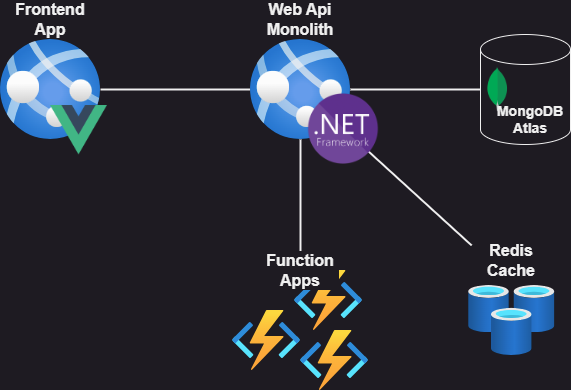 Frontend
App
Web Api
Monolith
.NET
Framework
MongoDB
Atlas
Function
Apps
Redis
Cache